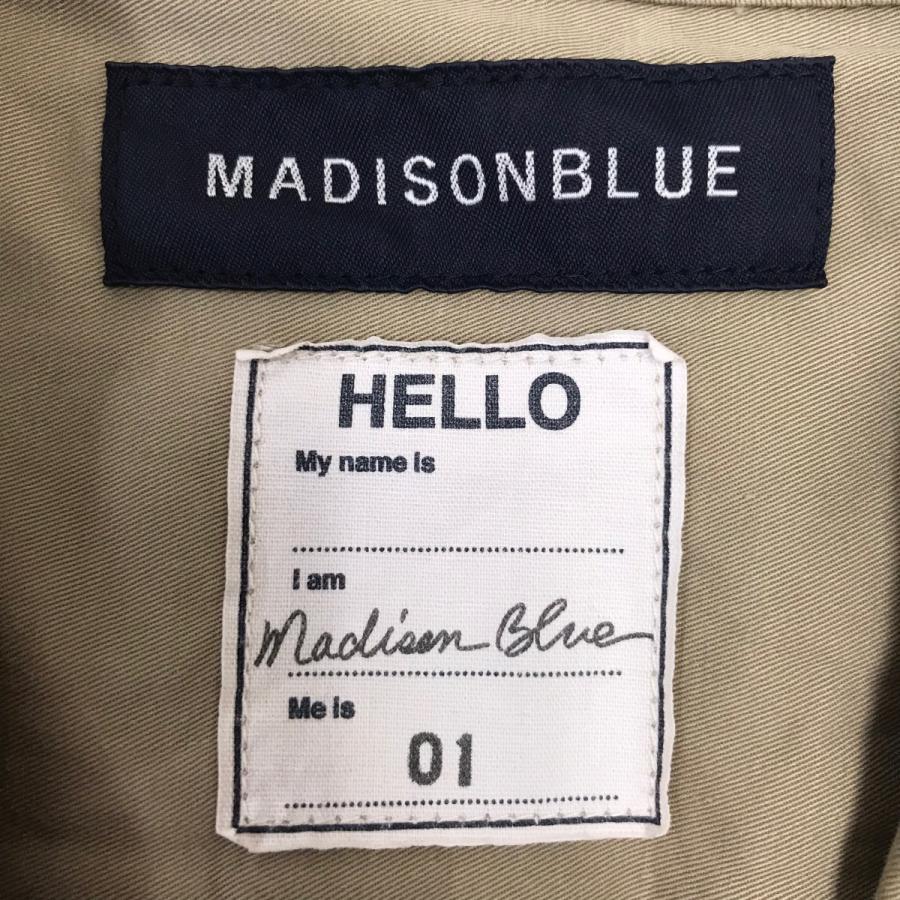 MADISONBLUE
HELLO
My name is
I am
Madison Blue
Me is
01